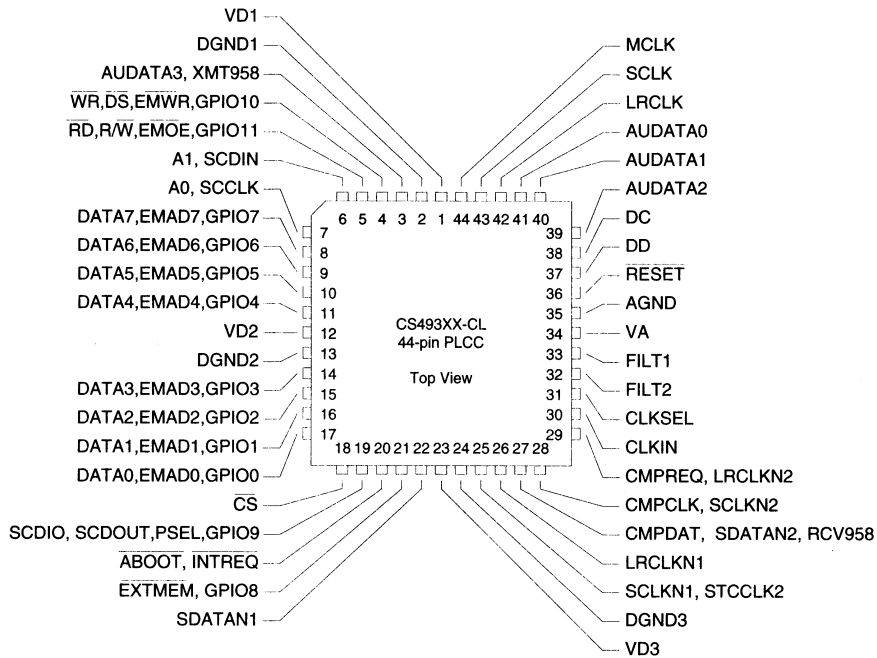 VD1
DGND1
AUDATA3, XMT958
WR,DS,EMWR,GPIO10
RD,R/W,EMOE,GPIO11
A1, SCDIN
A0, SCCLK
DATA7,EMAD7,GPIO7
DATA6,EMAD6,GPIO6
DATA5,EMAD5,GPIO5
DATA4,EMAD4,GPIO4
VD2
DGND2
DATA3,EMAD3,GPIO3
DATA2,EMAD2,GPIO2
DATA1,EMAD1,GPIO1
DATA0,EMAD0,GPIO0
CS
SCDIO, SCDOUT,PSEL,GPIO9
ABOOT, INTREQ
EXTMEM, GPIO8
SDATAN1
6 5 4 3 2 1 44 43 42 41 40
7
8
9
10
11
12
13
14
15
16
17
CS493XX-CL
44-pin PLCC
Top View
39
38
37
36
35
34
33
32
31
30
29
18 19 20 21 22 23 24 25 26 27 28
MCLK
SCLK
LRCLK
AUDATA0
AUDATA1
AUDATA2
DC
DD
RESET
AGND
VA
FILT1
FILT2
CLKSEL
CLKIN
CMPREQ, LRCLKN2
CMPCLK, SCLKN2
CMPDAT, SDATAN2, RCV958
LRCLKN1
SCLKN1, STCCLK2
DGND3
VD3